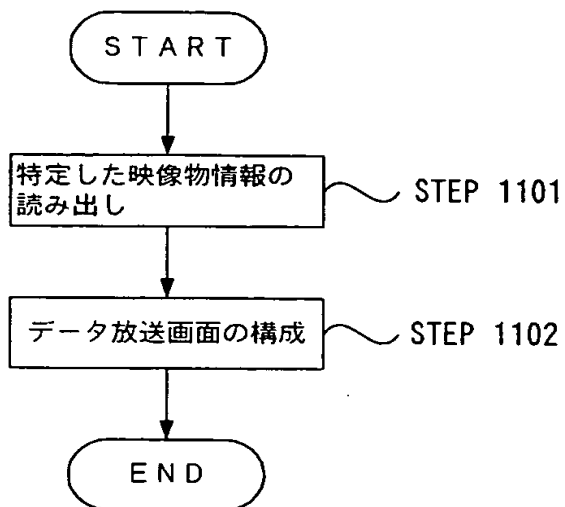 START
特定した映像物情報の
読み出し
STEP 1101
データ放送画面の構成
STEP 1102
END